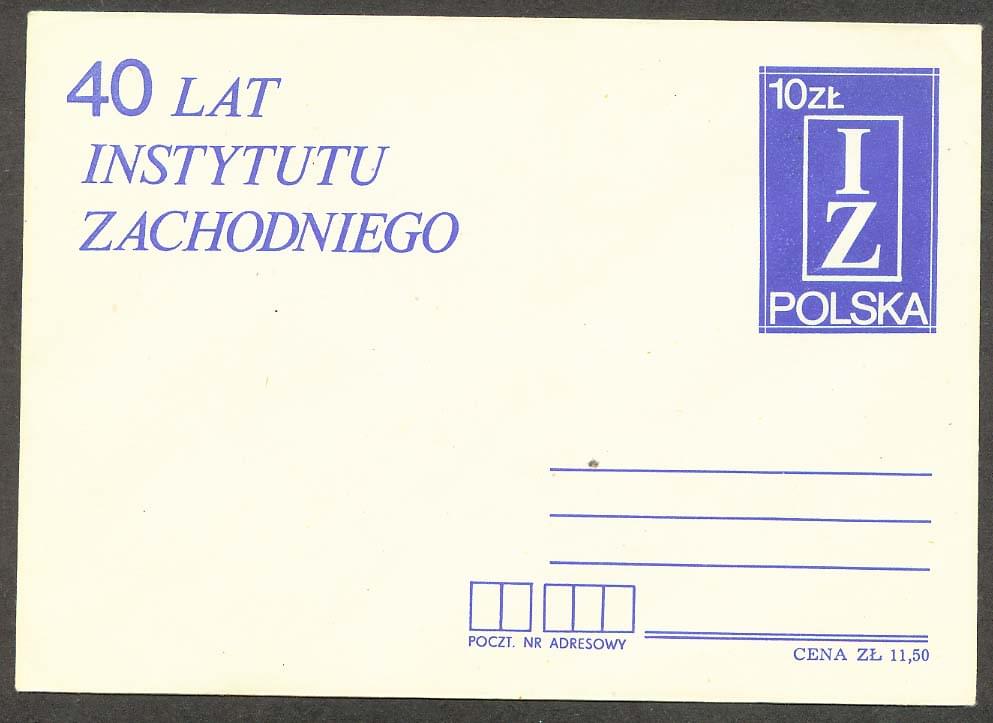 40 LAT
INSTYTUTU
ZACHODNIEGO
10ZŁ
I
Z
POLSKA
POCZT. NR ADRESOWY
CENA ZŁ 11,50